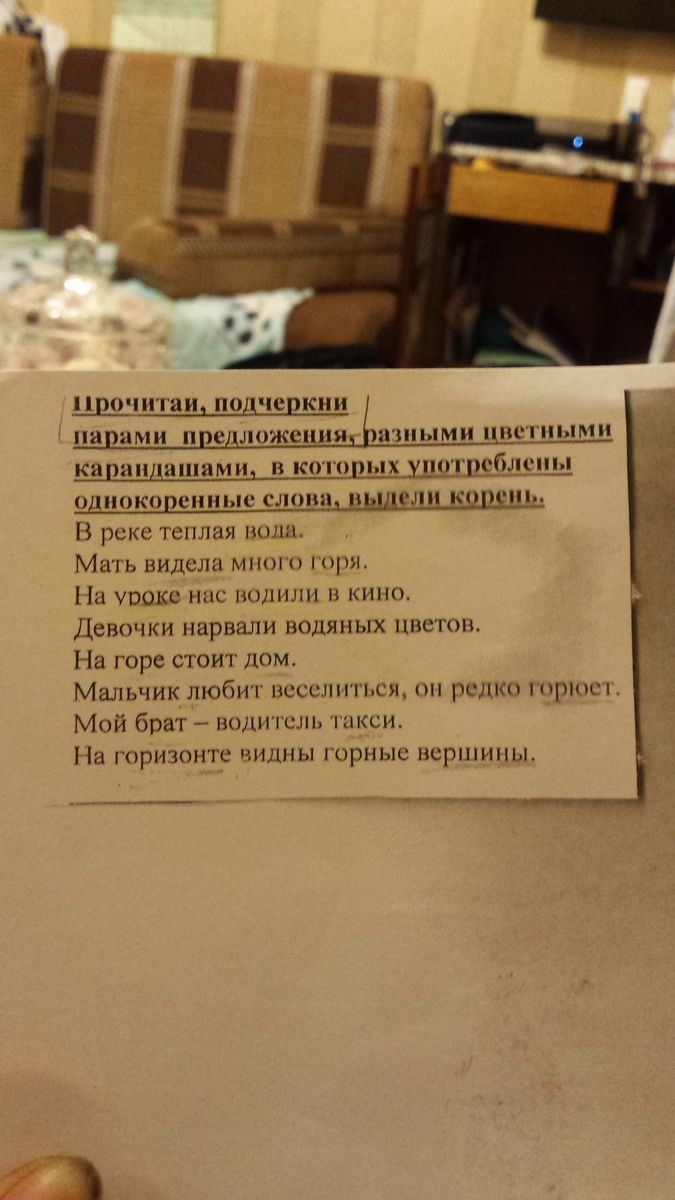 Прочитай, подчеркни
парами предложения, разными цветными
карандашами, в которых употреблены
однокоренные слова, выдели корень.
В реке теплая вода.
Мать видела много горя.
На уроке нас водили в кино.
Девочки нарвали водяных цветов.
На горе стоит дом.
Мальчик любит веселиться, он редко горюет.
Мой брат – водитель такси.
На горизонте видны горные вершины.